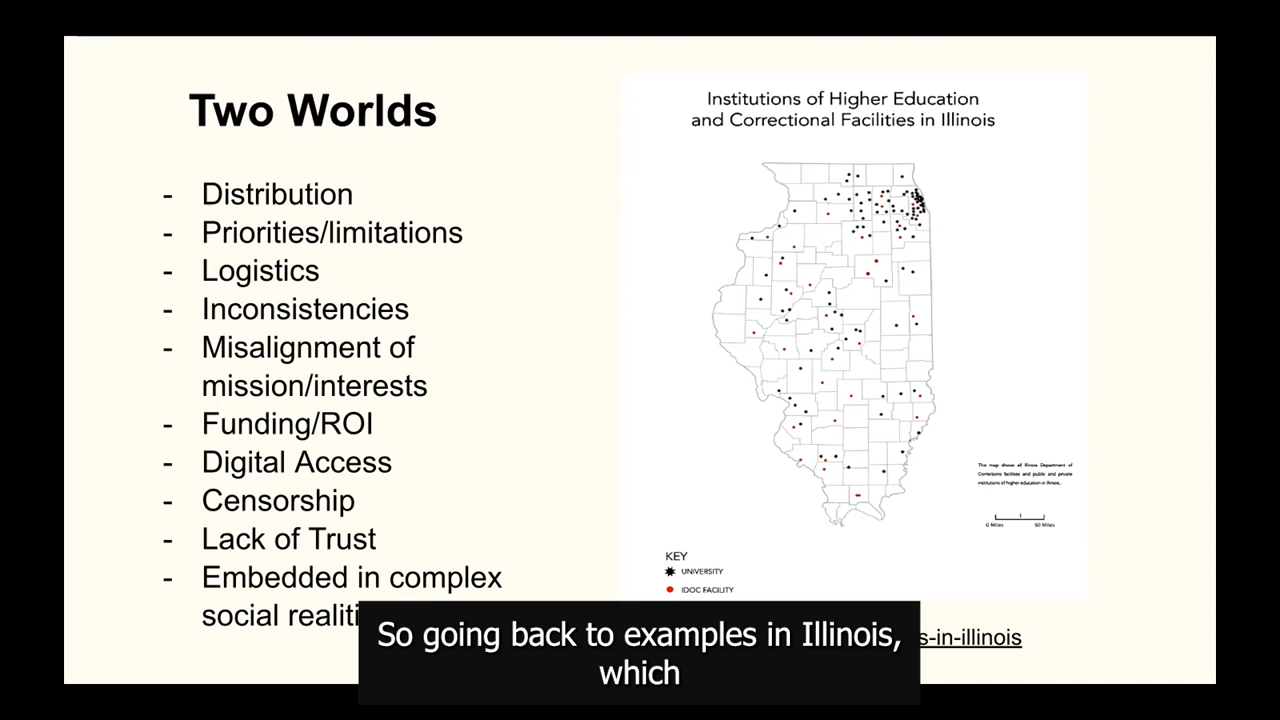 Two Worlds
- Distribution
- Priorities/limitations
- Logistics
- Inconsistencies
- Misalignment of
mission/interests
- Funding/ROI
- Digital Access
- Censorship
- Lack of Trust
- Embedded in complex
social realiti
Institutions of Higher Education
and Correctional Facilities in Illinois
This map shows all Illinois Department of
Corrections facilities and public and private
institutions of higher education in Illinois.
0 Miles 50 Miles
KEY
UNIVERSITY
IDOC FACILITY
s-in-illinois
So going back to examples in Illinois,
which